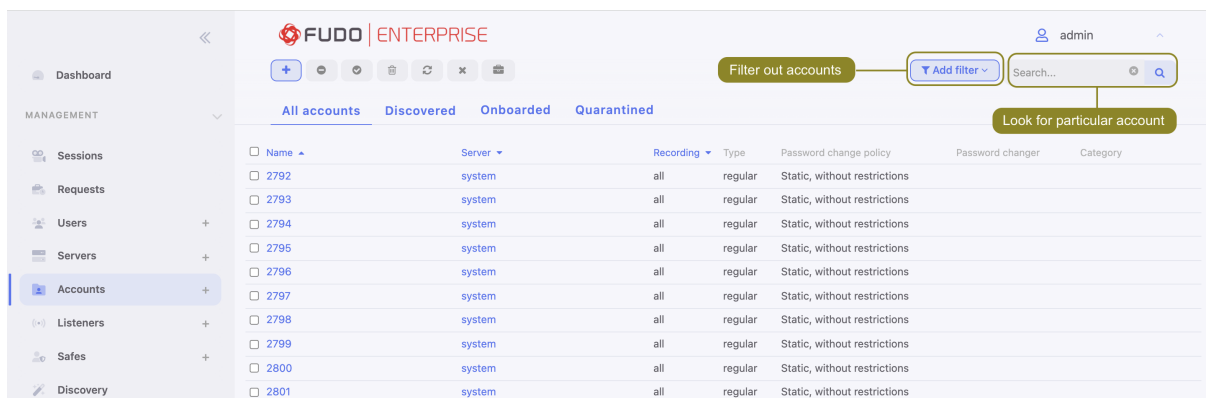 FUDO ENTERPRISE
admin
Dashboard
Filter out accounts
Add filter
Search...
All accounts Discovered Onboarded Quarantined
MANAGEMENT
Look for particular account
Name Server Recording Type Password change policy Password changer Category
Sessions
Requests
Users +
Servers +
Accounts +
Listeners +
Safes +
Discovery
2792 system all regular Static, without restrictions
2793 system all regular Static, without restrictions
2794 system all regular Static, without restrictions
2795 system all regular Static, without restrictions
2796 system all regular Static, without restrictions
2797 system all regular Static, without restrictions
2798 system all regular Static, without restrictions
2799 system all regular Static, without restrictions
2800 system all regular Static, without restrictions
2801 system all regular Static, without restrictions